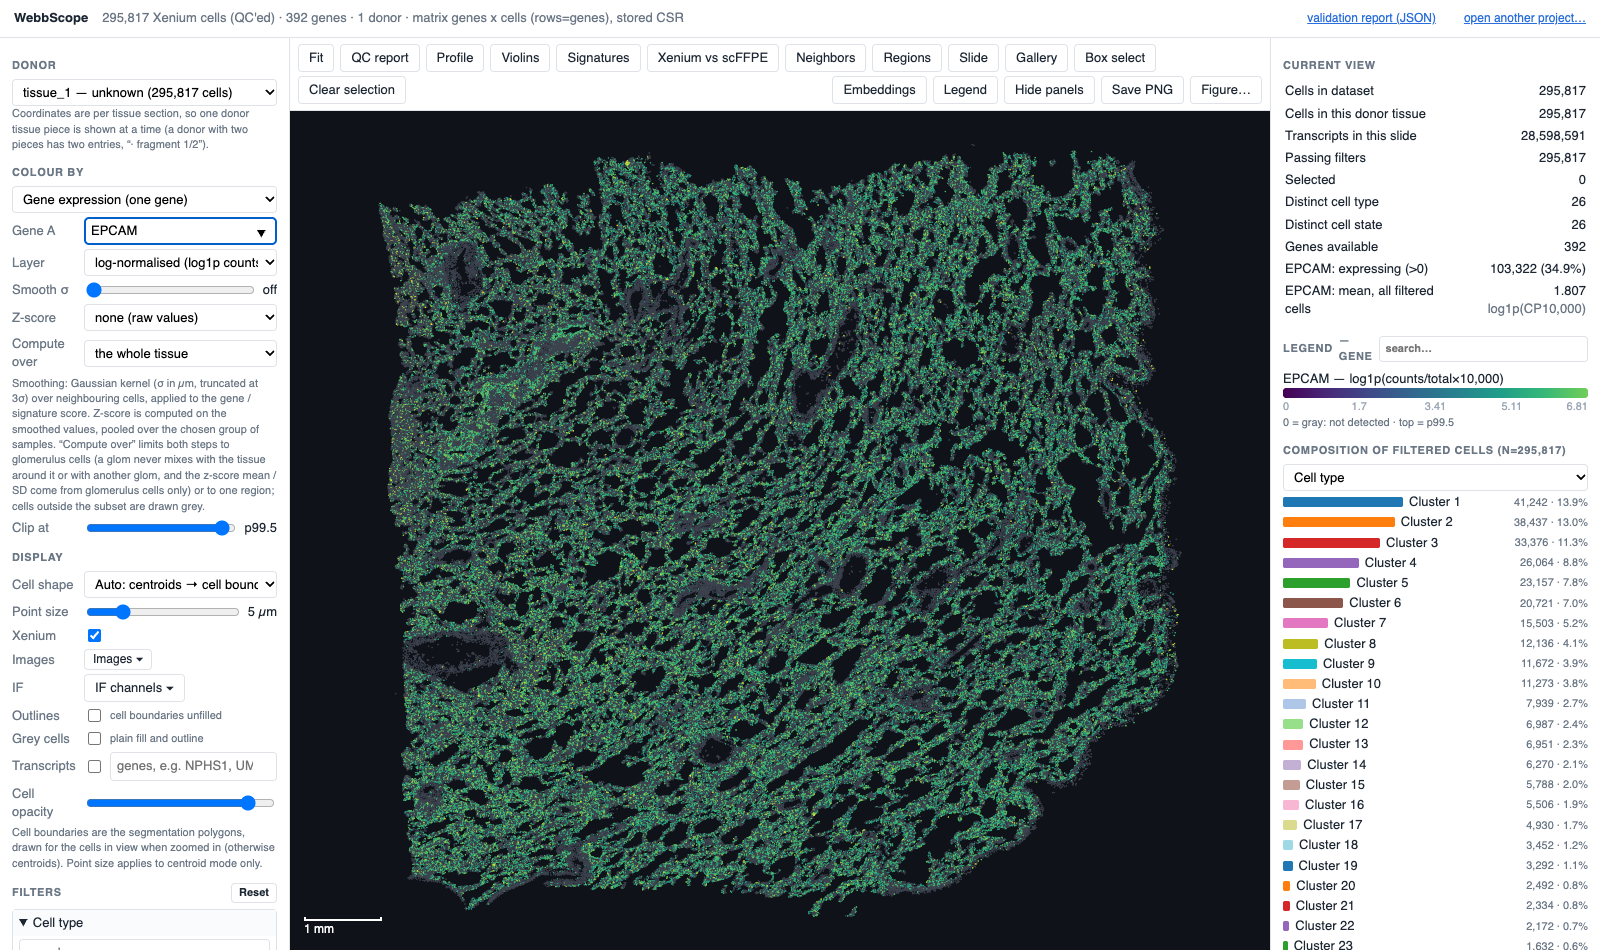 WebbScope 295,817 Xenium cells (QC'ed) · 392 genes · 1 donor · matrix genes x cells (rows=genes), stored CSR validation report (JSON) open another project...
DONOR
tissue_1 — unknown (295,817 cells)
Coordinates are per tissue section, so one donor
tissue piece is shown at a time (a donor with two
pieces has two entries, “· fragment 1/2”).
COLOUR BY
Gene expression (one gene)
Gene A EPCAM
Layer log-normalised (log1p counts
Smooth σ off
Z-score none (raw values)
Compute over the whole tissue
Smoothing: Gaussian kernel (σ in μm, truncated at
3σ) over neighbouring cells, applied to the gene /
signature score. Z-score is computed on the
smoothed values, pooled over the chosen group of
samples. “Compute over” limits both steps to
glomerulus cells (a glom never mixes with the tissue
around it or with another glom, and the z-score mean /
SD come from glomerulus cells only) or to one region;
cells outside the subset are drawn grey.
Clip at p99.5
DISPLAY
Cell shape Auto: centroids → cell bounc
Point size 5 μm
Xenium
Images Images
IF IF channels
Outlines cell boundaries unfilled
Grey cells plain fill and outline
Transcripts genes, e.g. NPHS1, UM
Cell opacity
Cell boundaries are the segmentation polygons,
drawn for the cells in view when zoomed in (otherwise
centroids). Point size applies to centroid mode only.
FILTERS Reset
Cell type
Fit QC report Profile Violins Signatures Xenium vs scFFPE Neighbors Regions Slide Gallery Box select
Clear selection Embeddings Legend Hide panels Save PNG Figure...
1 mm
CURRENT VIEW
Cells in dataset 295,817
Cells in this donor tissue 295,817
Transcripts in this slide 28,598,591
Passing filters 295,817
Selected 0
Distinct cell type 26
Distinct cell state 26
Genes available 392
EPCAM: expressing (>0) 103,322 (34.9%)
EPCAM: mean, all filtered cells 1.807 log1p(CP10,000)
LEGEND — GENE search...
EPCAM — log1p(counts/total×10,000)
0 1.7 3.41 5.11 6.81
0 = gray: not detected · top = p99.5
COMPOSITION OF FILTERED CELLS (N=295,817)
Cell type
Cluster 1 41,242 · 13.9%
Cluster 2 38,437 · 13.0%
Cluster 3 33,376 · 11.3%
Cluster 4 26,064 · 8.8%
Cluster 5 23,157 · 7.8%
Cluster 6 20,721 · 7.0%
Cluster 7 15,503 · 5.2%
Cluster 8 12,136 · 4.1%
Cluster 9 11,672 · 3.9%
Cluster 10 11,273 · 3.8%
Cluster 11 7,939 · 2.7%
Cluster 12 6,987 · 2.4%
Cluster 13 6,951 · 2.3%
Cluster 14 6,270 · 2.1%
Cluster 15 5,788 · 2.0%
Cluster 16 5,506 · 1.9%
Cluster 17 4,930 · 1.7%
Cluster 18 3,452 · 1.2%
Cluster 19 3,292 · 1.1%
Cluster 20 2,492 · 0.8%
Cluster 21 2,334 · 0.8%
Cluster 22 2,172 · 0.7%
Cluster 23 1,632 · 0.6%